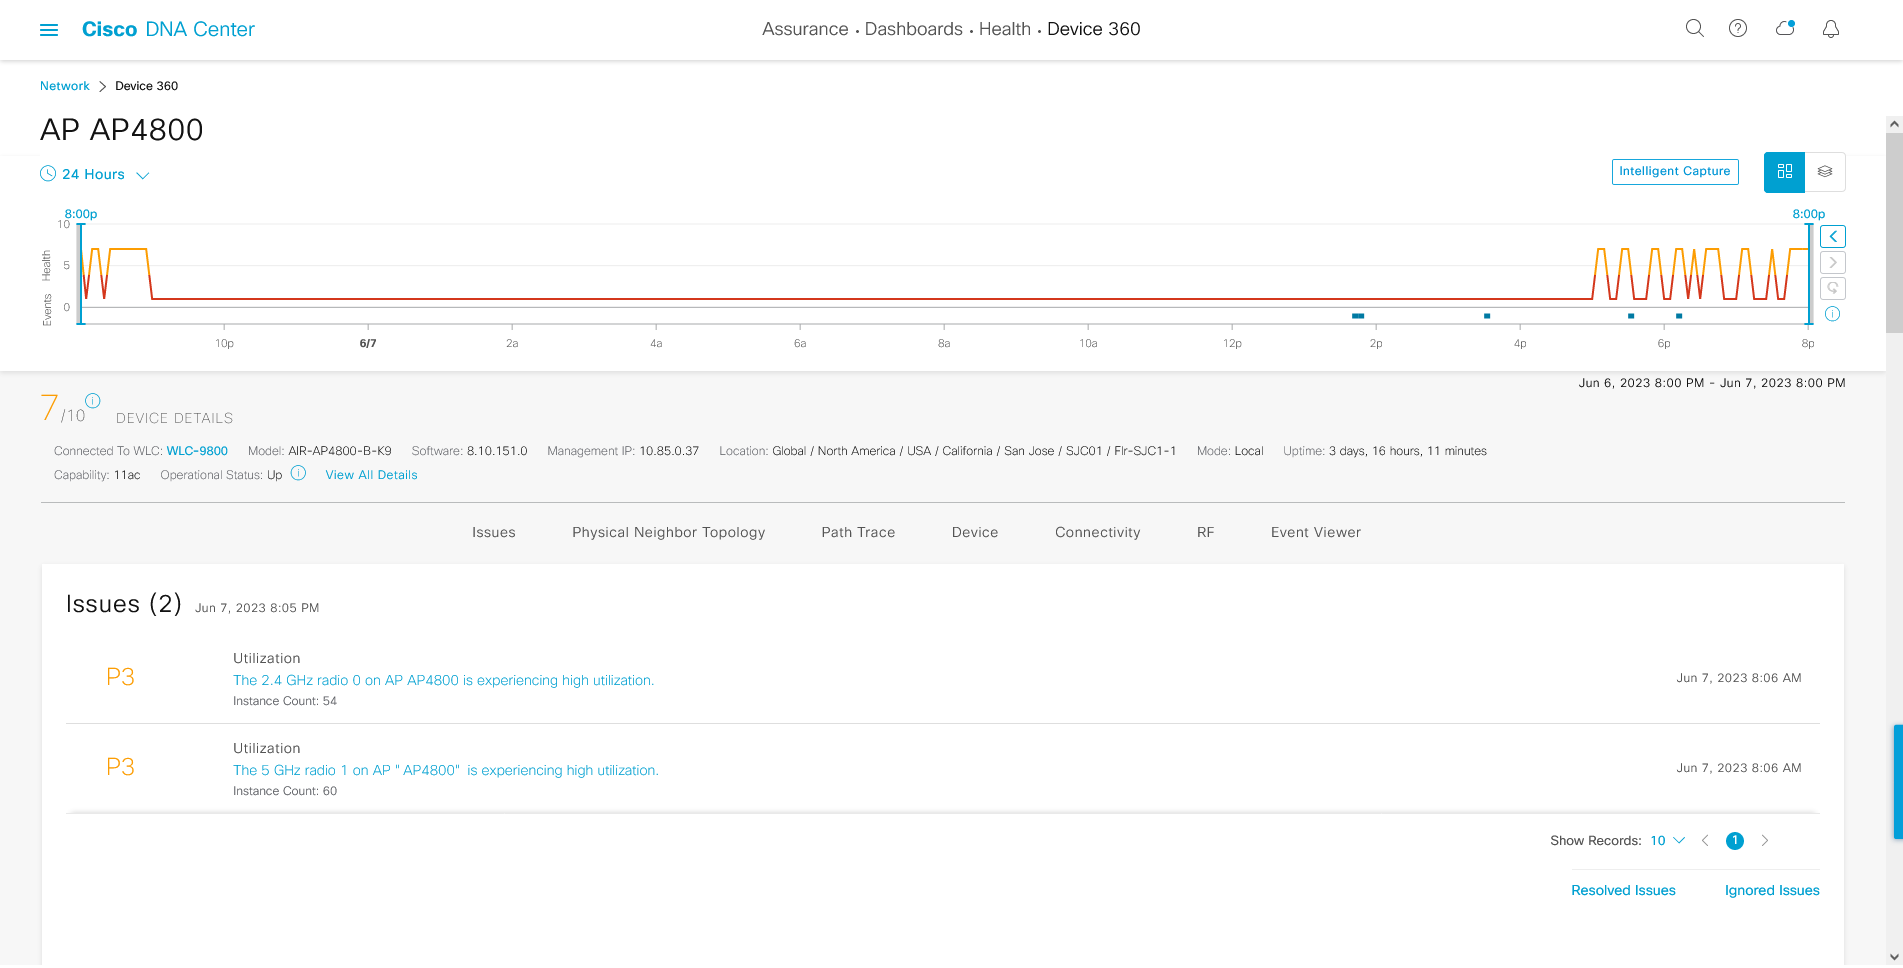 Cisco DNA Center
Assurance • Dashboards • Health • Device 360
Network > Device 360
AP AP4800
24 Hours
Intelligent Capture
8:00p
8:00p
10
Health
5
Events
0
10p
6/7
2a
4a
6a
8a
10a
12p
2p
4p
6p
8p
Jun 6, 2023 8:00 PM - Jun 7, 2023 8:00 PM
7/10
DEVICE DETAILS
Connected To WLC: WLC-9800 Model: AIR-AP4800-B-K9 Software: 8.10.151.0 Management IP: 10.85.0.37 Location: Global / North America / USA / California / San Jose / SJC01 / Flr-SJC1-1 Mode: Local Uptime: 3 days, 16 hours, 11 minutes
Capability: 11ac Operational Status: Up View All Details
Issues Physical Neighbor Topology Path Trace Device Connectivity RF Event Viewer
Issues (2) Jun 7, 2023 8:05 PM
P3
Utilization
The 2.4 GHz radio 0 on AP AP4800 is experiencing high utilization.
Instance Count: 54
Jun 7, 2023 8:06 AM
P3
Utilization
The 5 GHz radio 1 on AP " AP4800" is experiencing high utilization.
Instance Count: 60
Jun 7, 2023 8:06 AM
Show Records: 10 1
Resolved Issues Ignored Issues